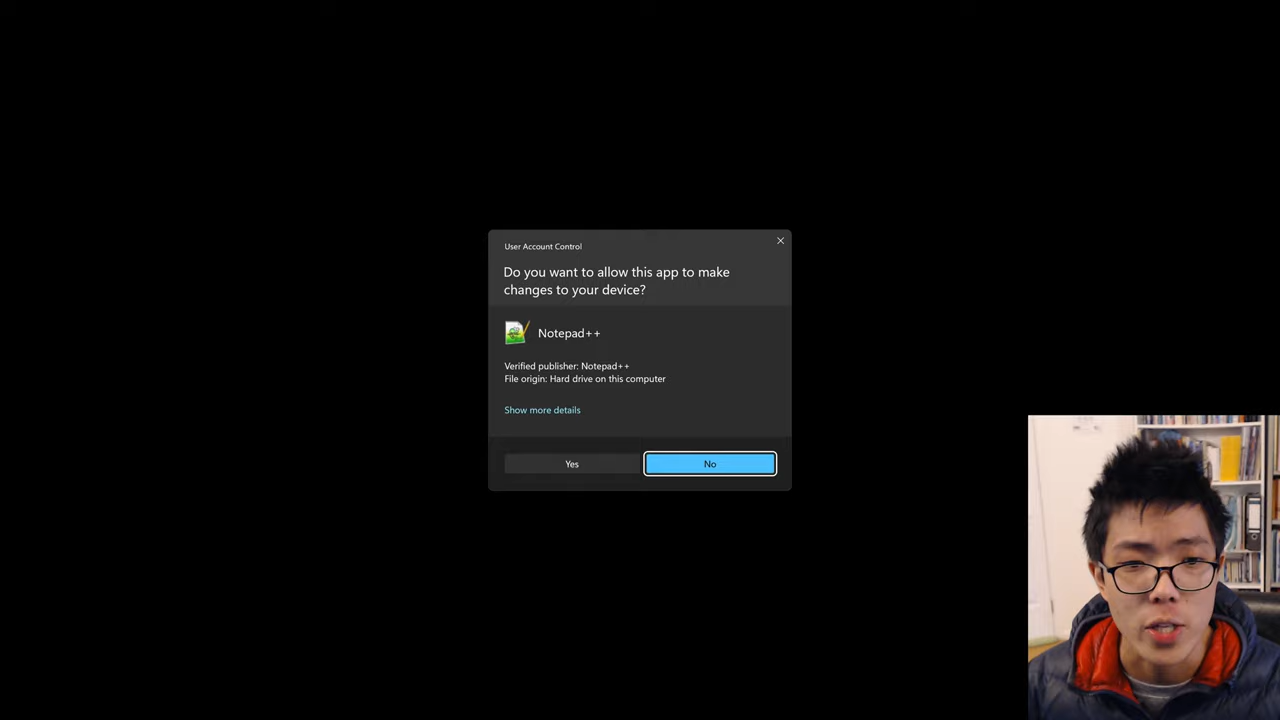 User Account Control
Do you want to allow this app to make
changes to your device?
Notepad++
Verified publisher: Notepad++
File origin: Hard drive on this computer
Show more details
Yes
No